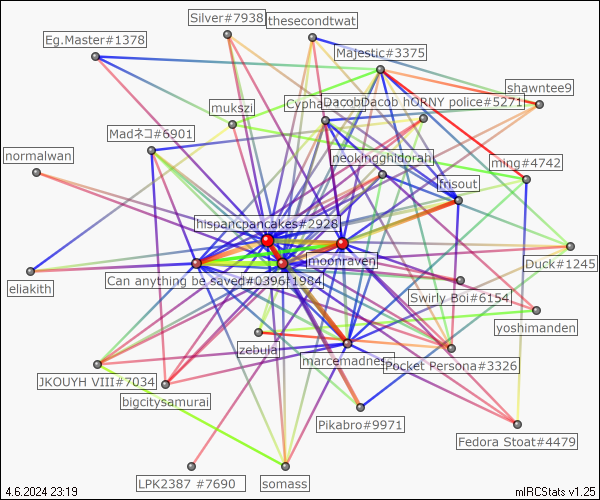 Silver#7938
thesecondtwat
Eg.Master#1378
Majestic#3375
shawntee9
DacobDacob hORNY police#5271
Cypha
mukszi
Madネコ#6901
normalwan
neokingghidorah
ming#4742
frisout
hispancpancakes#2928
moonraven
Duck#1245
Can anything be saved#0396
-1984
eliakith
Swirly Boi#6154
yoshimanden
zebula
marcemadnes
Pocket Persona#3326
JKOUYH VIII#7034
bigcitysamurai
Pikabro#9971
Fedora Stoat#4479
LPK2387 #7690
somass
4.6.2024 23:19
mIRCStats v1.25